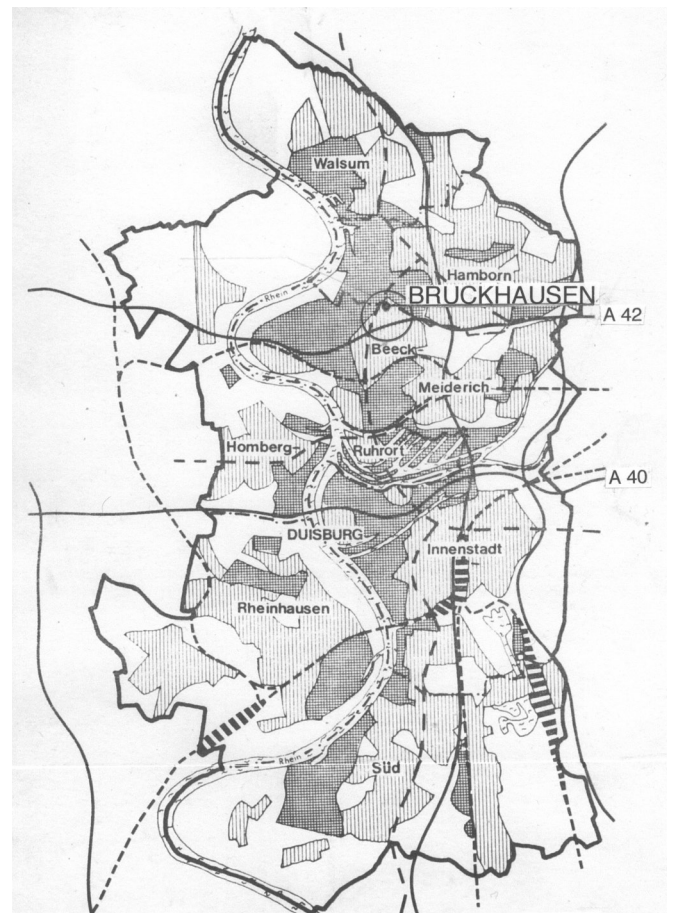 Walsum
Hamborn
Rhein
BRUCKHAUSEN
A 42
Beeck
Meiderich
Homberg
Ruhrort
A 40
DUISBURG
Innenstadt
Rheinhausen
Rhein
Süd